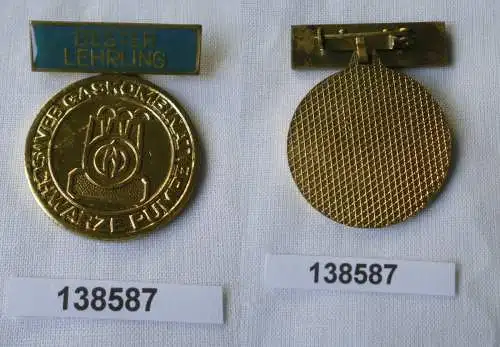 BESTER
LEHRLING
VEB GASKOMBINAT
SCHWARZE PUMPE
138587
138587